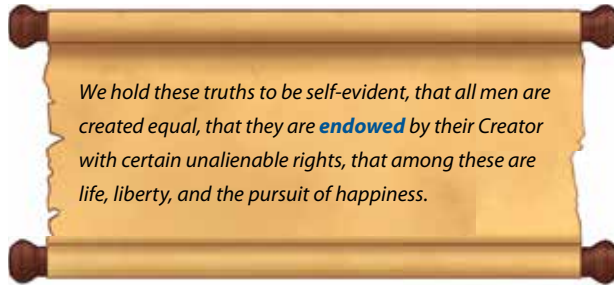 We hold these truths to be self-evident, that all men are
created equal, that they are endowed by their Creator
with certain unalienable rights, that among these are
life, liberty, and the pursuit of happiness.